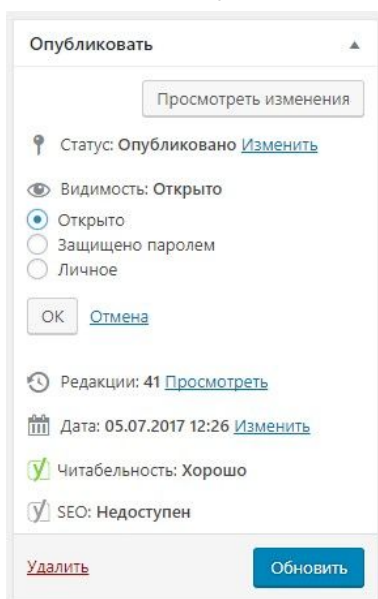 Опубликовать
Просмотреть изменения
Статус: Опубликовано Изменить
Видимость: Открыто
Открыто
Защищено паролем
Личное
ОК Отмена
Редакции: 41 Просмотреть
Дата: 05.07.2017 12:26 Изменить
Читабельность: Хорошо
SEO: Недоступен
Удалить Обновить